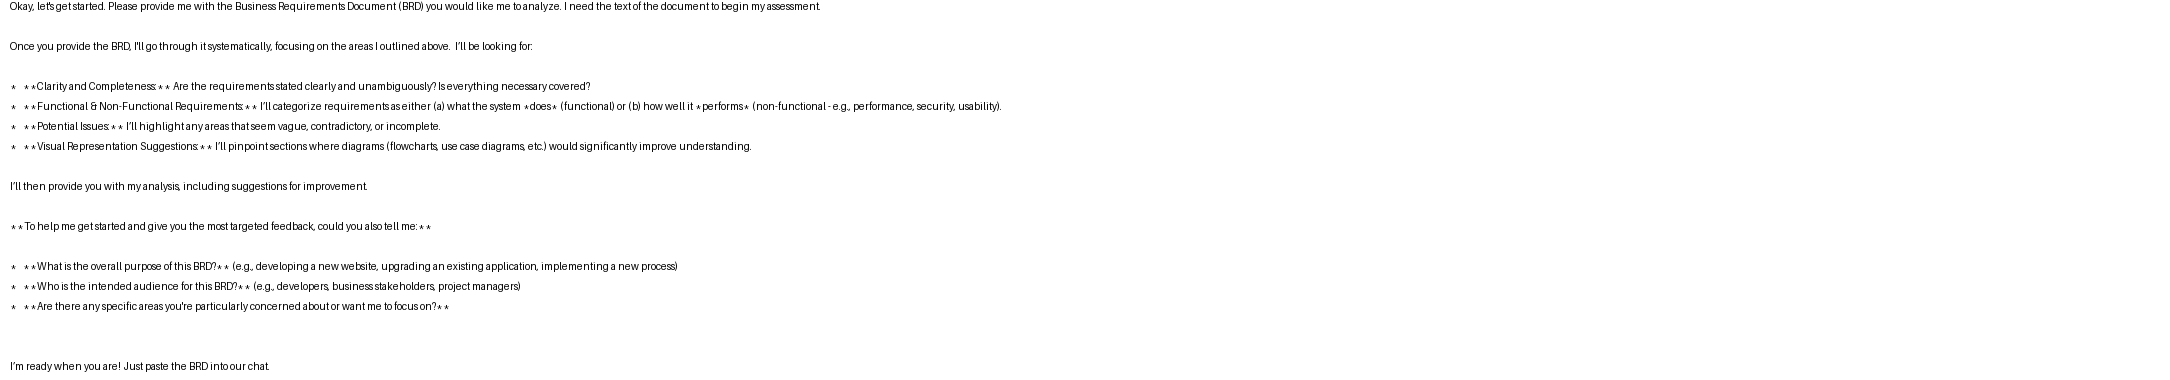 Okay, let's get started. Please provide me with the Business Requirements Document (BRD) you would like me to analyze. I need the text of the document to begin my assessment.
Once you provide the BRD, I'll go through it systematically, focusing on the areas I outlined above.  I'll be looking for:
*   **Clarity and Completeness:** Are the requirements stated clearly and unambiguously? Is everything necessary covered?
*   **Functional & Non-Functional Requirements:** I'll categorize requirements as either (a) what the system *does* (functional) or (b) how well it *performs* (non-functional - e.g., performance, security, usability).
*   **Potential Issues:** I'll highlight any areas that seem vague, contradictory, or incomplete.
*   **Visual Representation Suggestions:** I'll pinpoint sections where diagrams (flowcharts, use case diagrams, etc.) would significantly improve understanding.
I'll then provide you with my analysis, including suggestions for improvement.
**To help me get started and give you the most targeted feedback, could you also tell me:**
*   **What is the overall purpose of this BRD?** (e.g., developing a new website, upgrading an existing application, implementing a new process)
*   **Who is the intended audience for this BRD?** (e.g., developers, business stakeholders, project managers)
*   **Are there any specific areas you're particularly concerned about or want me to focus on?**
I'm ready when you are! Just paste the BRD into our chat.